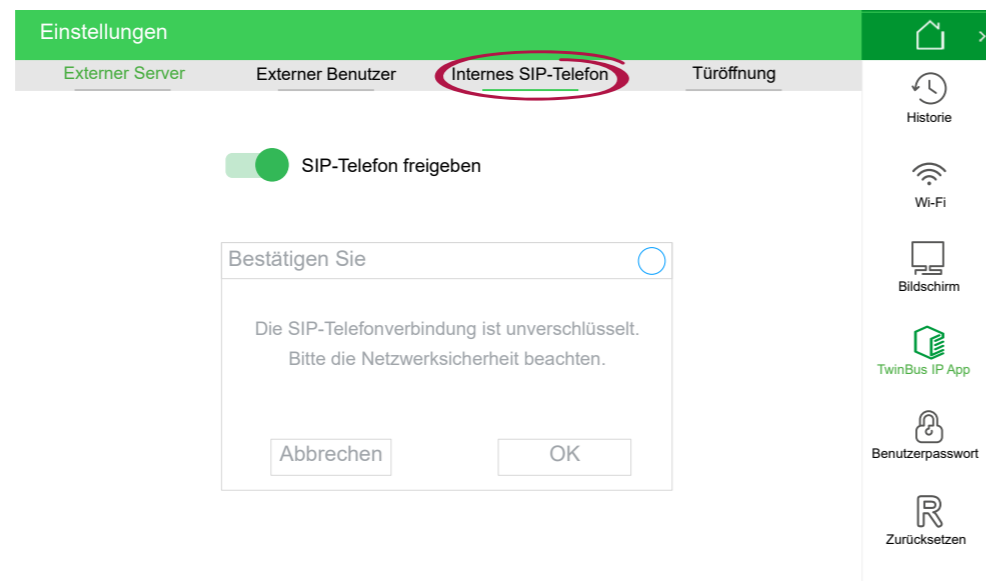 Einstellungen
Externer Server
Externer Benutzer
Internes SIP-Telefon
Türöffnung
SIP-Telefon freigeben
Bestätigen Sie
Die SIP-Telefonverbindung ist unverschlüsselt.
Bitte die Netzwerksicherheit beachten.
Abbrechen
OK
Historie
Wi-Fi
Bildschirm
TwinBus IP App
Benutzerpasswort
Zurücksetzen